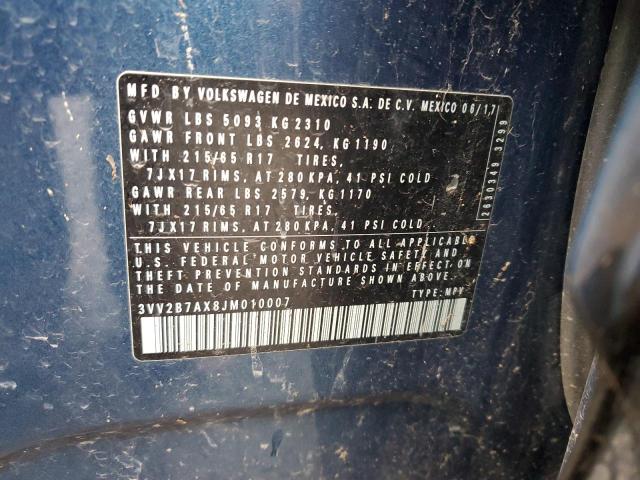 MFD BY VOLKSWAGEN DE MEXICO S.A. DE C.V. MEXICO 06/17
GVWR LBS 5093 KG 2310
GAWR FRONT LBS 2624, KG 1190
WITH 215/65 R17 TIRES,
7JX17 RIMS, AT 280 KPA, 41 PSI COLD
GAWR REAR LBS 2579, KG 1170
WITH 215/65 R17 TIRES,
7JX17 RIMS, AT 280 KPA, 41 PSI COLD
THIS VEHICLE CONFORMS TO ALL APPLICABLE
U.S. FEDERAL MOTOR VEHICLE SAFETY AND
THEFT PREVENTION STANDARDS IN EFFECT ON
THE DATE OF MANUFACTURE SHOWN ABOVE.
3VV2B7AX8JM010007 TYPE: MPV
2630349 3299